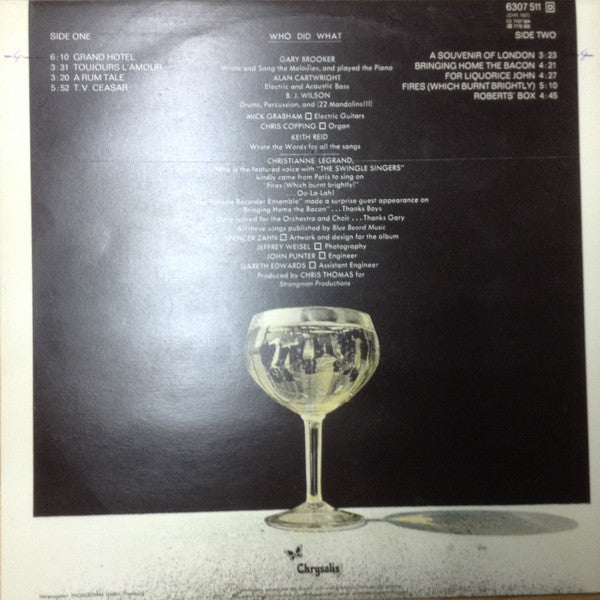 6307 511 D
SIDE ONE
WHO DID WHAT
SIDE TWO
6:10 GRAND HOTEL
3:31 TOUJOURS L'AMOUR
3:20 A RUM TALE
5:52 T.V. CEASAR
GARY BROOKER
Wrote and Sang the Melodies, and played the Piano
ALAN CARTWRIGHT
Electric and Acoustic Bass
B. J. WILSON
Drums, Percussion, and (22 Mandolins!!!)
MICK GRABHAM □ Electric Guitars
CHRIS COPPING □ Organ
KEITH REID
Wrote the Words for all the songs
CHRISTIANNE LEGRAND,
Who is the featured voice with "THE SWINGLE SINGERS"
kindly came from Paris to sing on
"Fires (Which burnt brightly)"
... Oo-La-Lah!
Recorder Ensemble" made a surprise guest appearance on
Bringing Home the Bacon" ... Thanks Boys
Gary scored for the Orchestra and Choir ... Thanks Gary
All these songs published by Blue Beard Music
SPENCER ZAHN □ Artwork and design for the album
JEFFREY WEISEL □ Photography
JOHN PUNTER □ Engineer
GARETH EDWARDS □ Assistant Engineer
Produced by CHRIS THOMAS for
Strongman Productions
A SOUVENIR OF LONDON 3:23
BRINGING HOME THE BACON 4:21
FOR LIQUORICE JOHN 4:27
FIRES (WHICH BURNT BRIGHTLY) 5:10
ROBERTS' BOX 4:45
Chrysalis